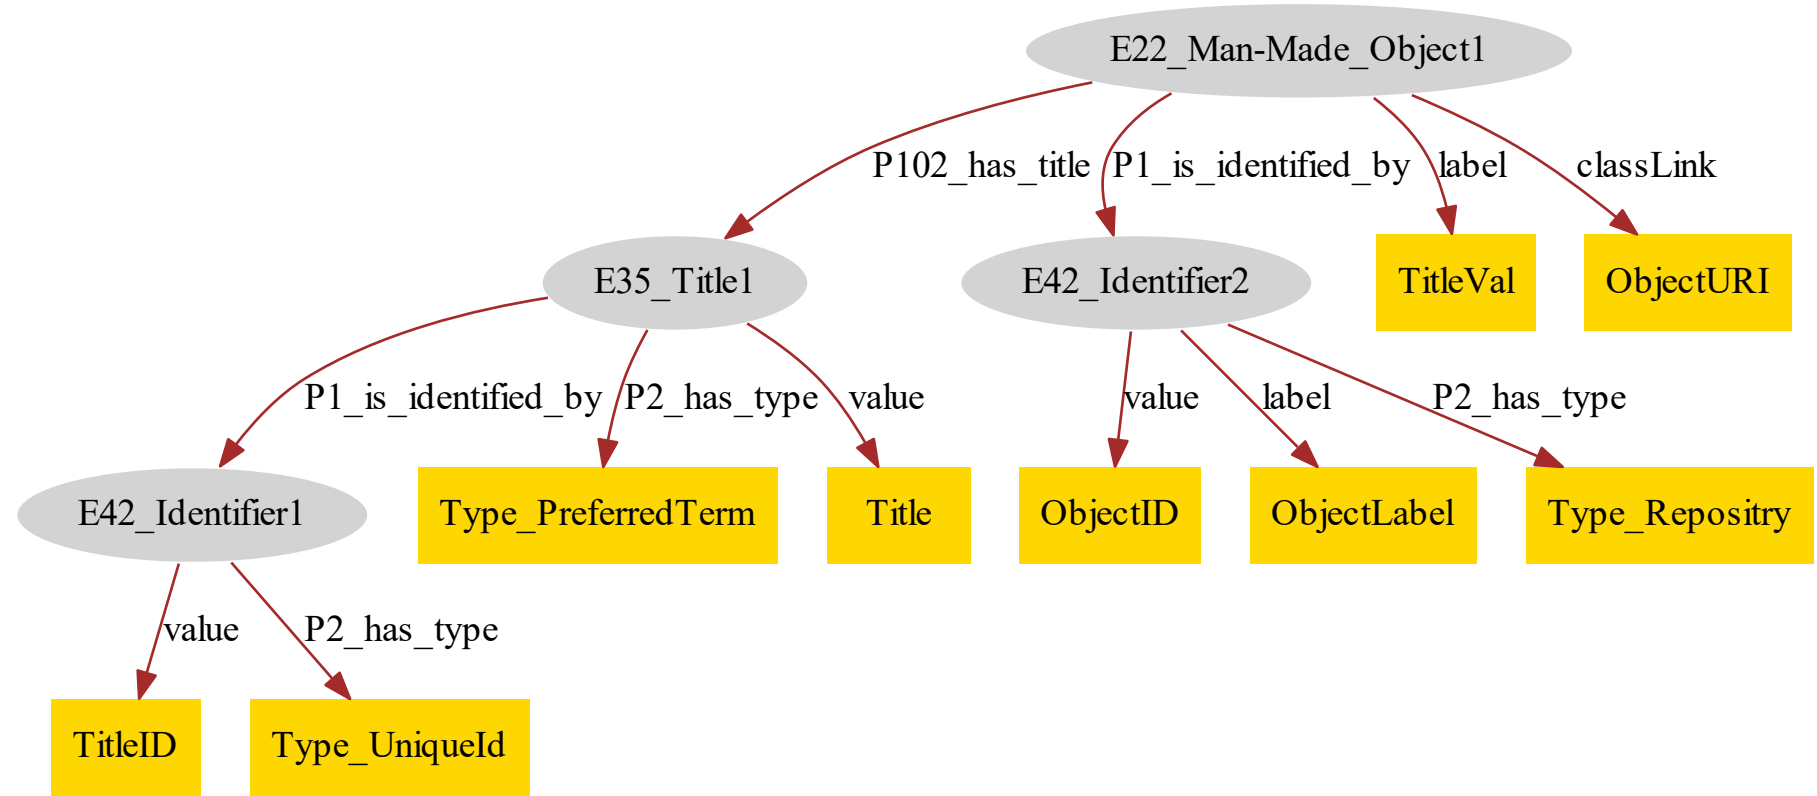 E22_Man-Made_Object1
P102_has_title
P1_is_identified_by
label
classLink
E35_Title1
E42_Identifier2
TitleVal
ObjectURI
P1_is_identified_by
P2_has_type
value
value
label
P2_has_type
E42_Identifier1
Type_PreferredTerm
Title
ObjectID
ObjectLabel
Type_Repositry
value
P2_has_type
TitleID
Type_UniqueId